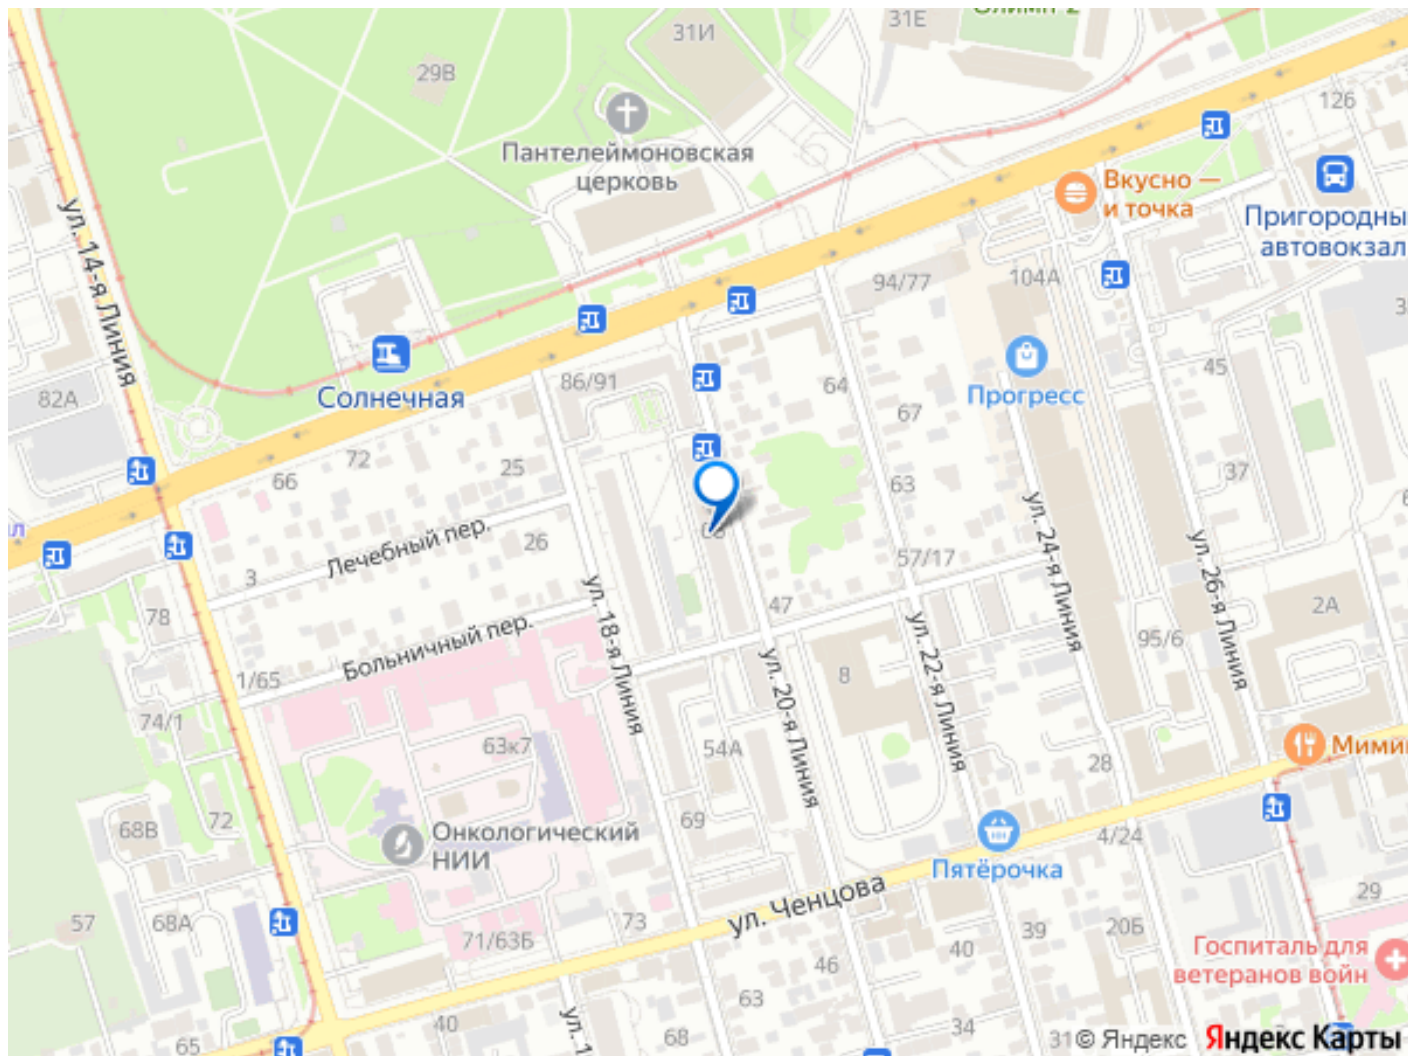 Олимп-2
31И
31Е
29В
126
Пантелеймоновская
церковь
Вкусно —
и точка
Пригородны
автовокзал
ул. 14-я Линия
94/77
104А
Солнечная
82А
86/91
64
Прогресс
45
67
72
25
66
63
37
Лечебный пер.
26
57/17
ул. 24-я Линия
ул. 26-я Линия
3
78
47
2А
ул. 18-я Линия
Больничный пер.
ул. 22-я Линия
95/6
1/65
ул. 20-я Линия
8
74/1
63к7
54А
28
Мимй
68В
72
69
Онкологический
НИИ
4/24
Пятёрочка
ул. Ченцова
29
57
68А
73
71/63Б
39
20Б
40
Госпиталь для
ветеранов войн
46
63
40
34
ул. 1
65
68
31
© Яндекс
Яндекс Карты